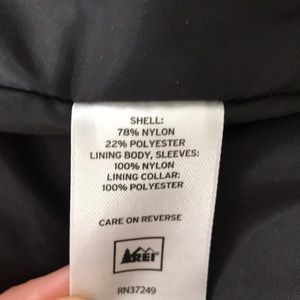 SHELL:
78% NYLON
22% POLYESTER
LINING BODY, SLEEVES:
100% NYLON
LINING COLLAR:
100% POLYESTER
CARE ON REVERSE
REI
RN37249